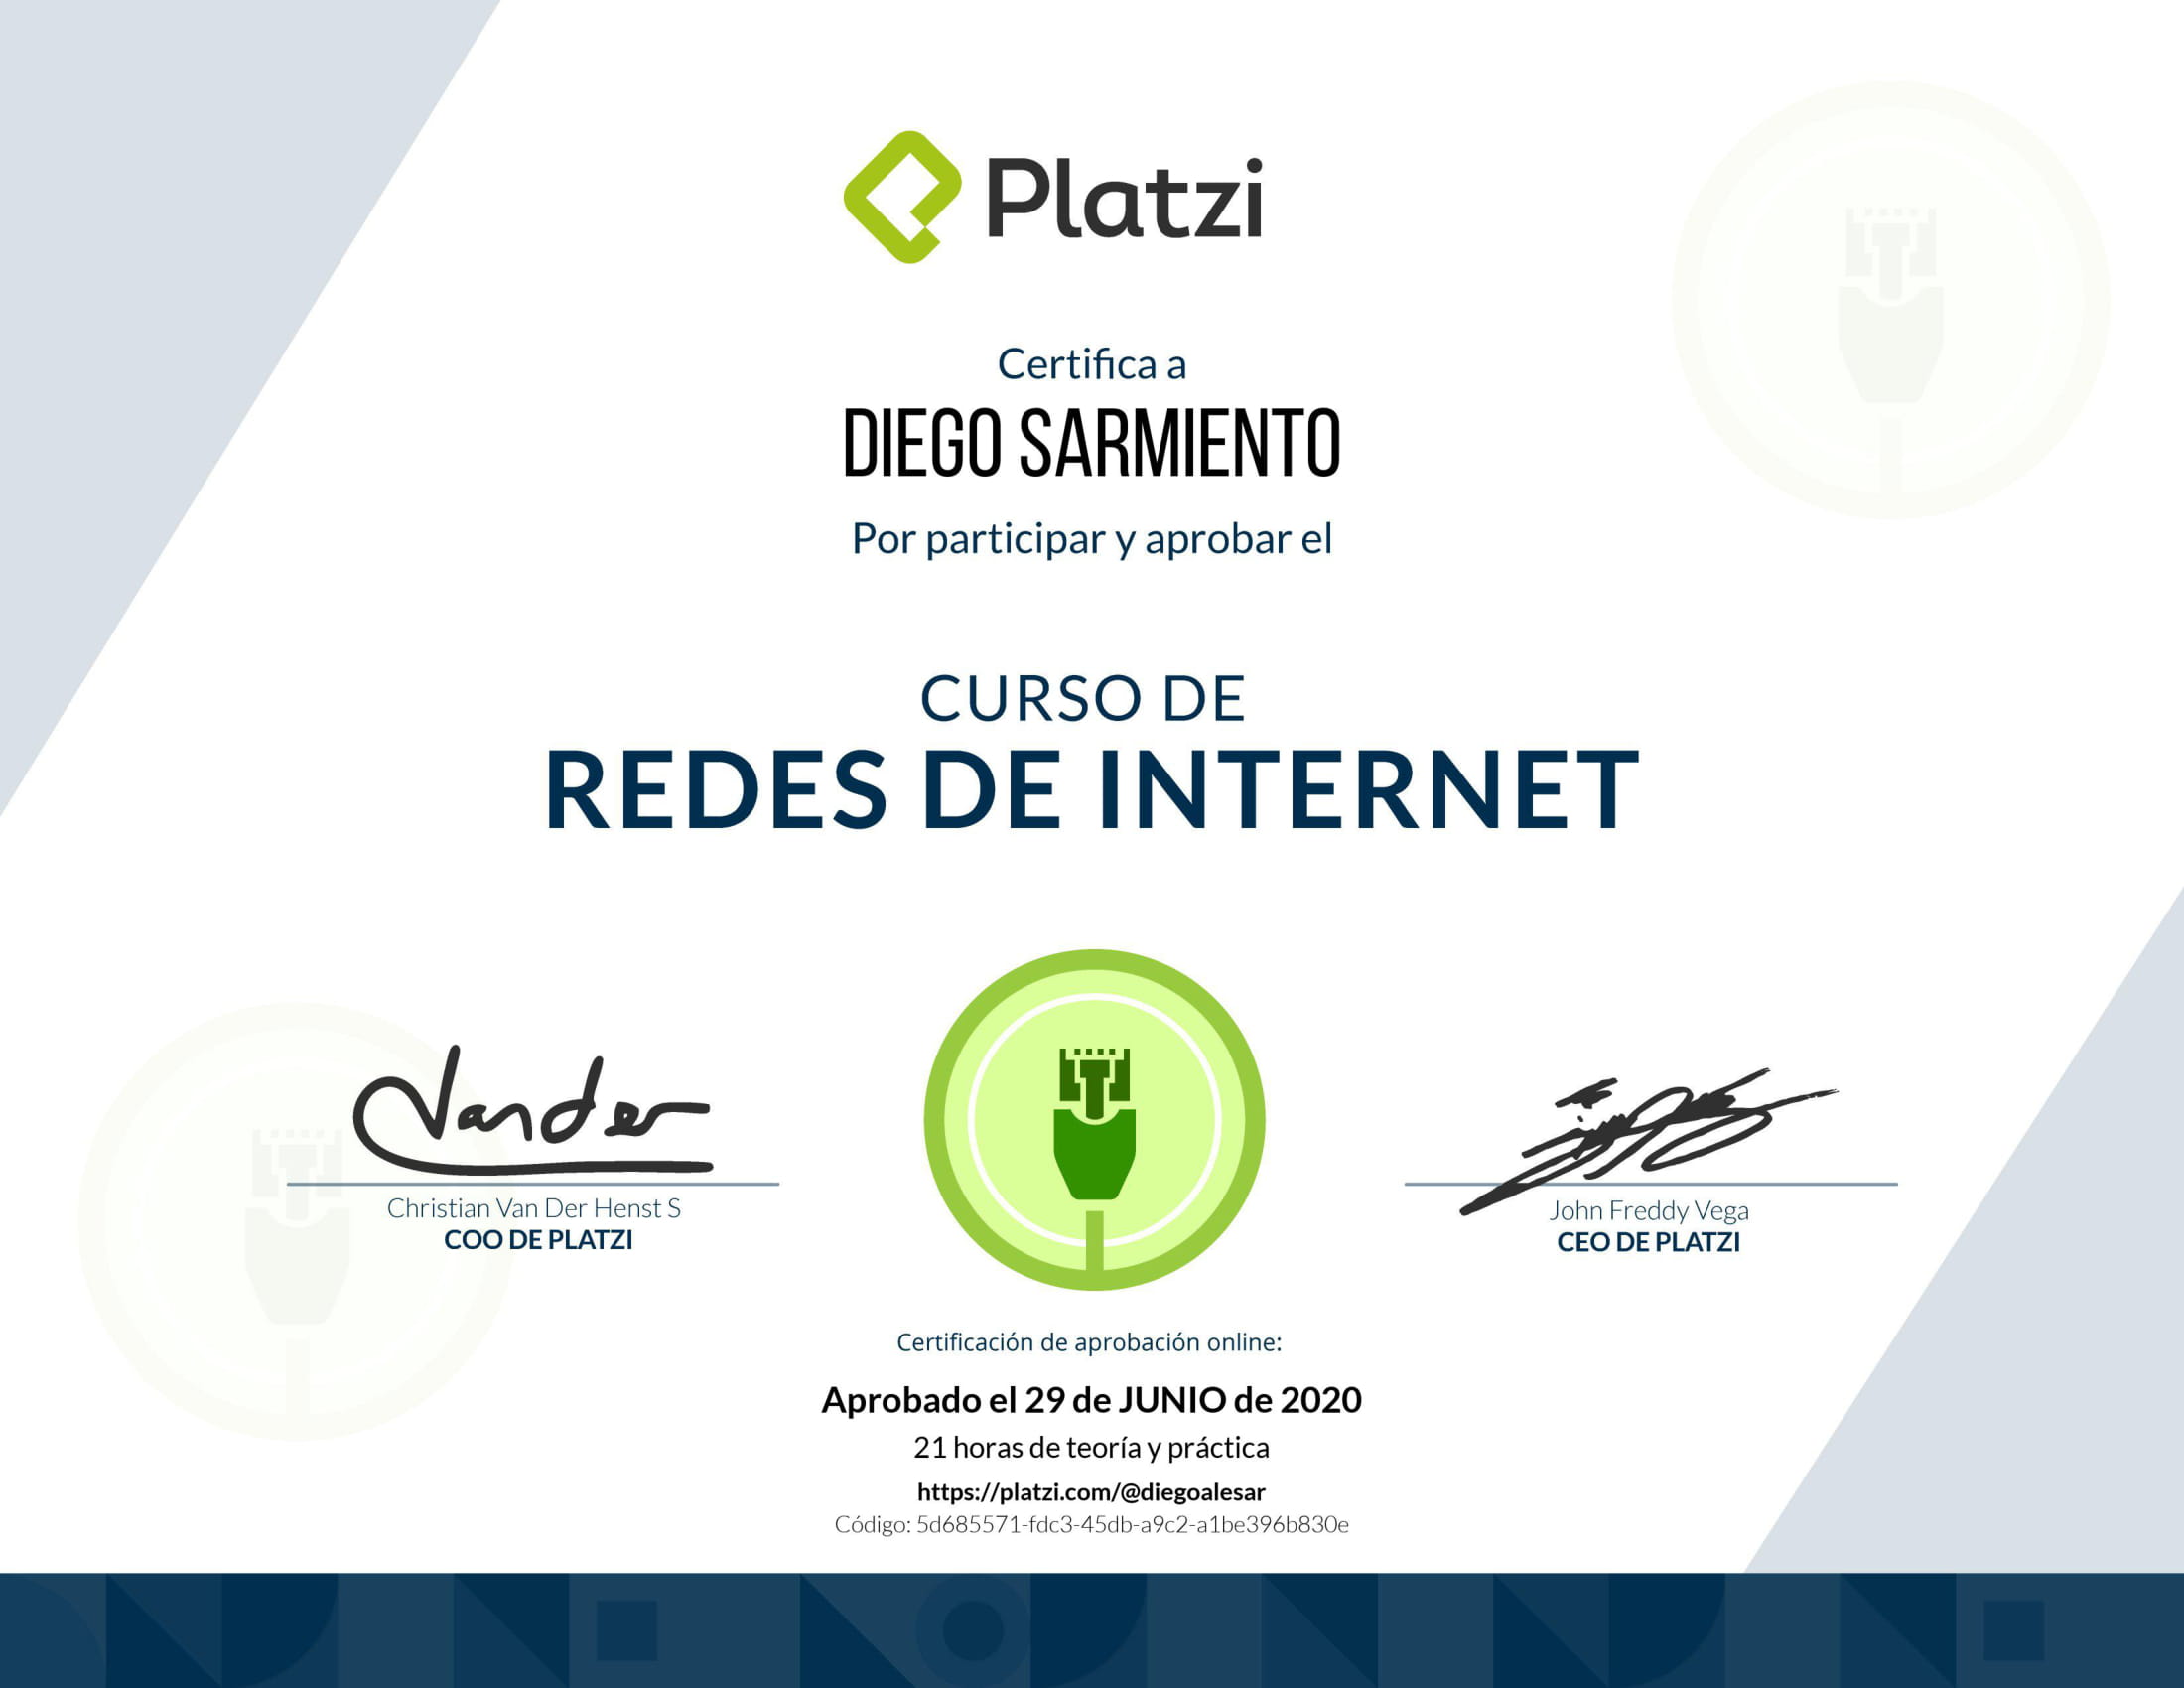 Platzi
Certifica a
DIEGO SARMIENTO
Por participar y aprobar el
CURSO DE
REDES DE INTERNET
Vander
Christian Van Der Henst S
COO DE PLATZI
John Freddy Vega
CEO DE PLATZI
Certificación de aprobación online:
Aprobado el 29 de JUNIO de 2020
21 horas de teoría y práctica
https://platzi.com/@diegoalesar
Código: 5d685571-fdc3-45db-a9c2-a1be396b830e